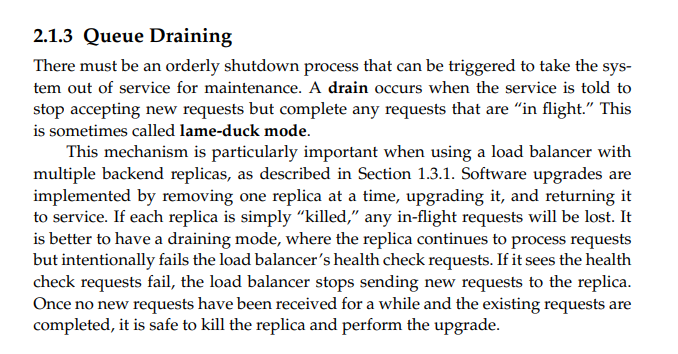 2.1.3 Queue Draining
There must be an orderly shutdown process that can be triggered to take the sys-
tem out of service for maintenance. A drain occurs when the service is told to
stop accepting new requests but complete any requests that are “in flight.” This
is sometimes called lame-duck mode.
This mechanism is particularly important when using a load balancer with
multiple backend replicas, as described in Section 1.3.1. Software upgrades are
implemented by removing one replica at a time, upgrading it, and returning it
to service. If each replica is simply “killed,” any in-flight requests will be lost. It
is better to have a draining mode, where the replica continues to process requests
but intentionally fails the load balancer’s health check requests. If it sees the health
check requests fail, the load balancer stops sending new requests to the replica.
Once no new requests have been received for a while and the existing requests are
completed, it is safe to kill the replica and perform the upgrade.